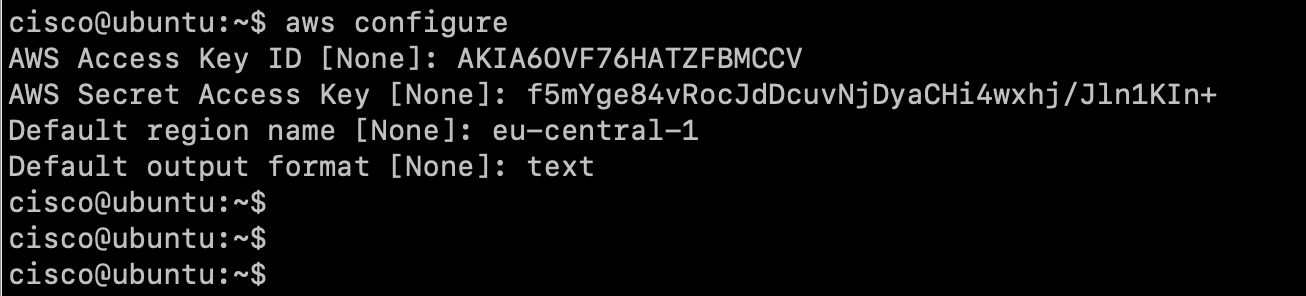 cisco@ubuntu:~$ aws configure
AWS Access Key ID [None]: AKIA6OVF76HATZFBMCCV
AWS Secret Access Key [None]: 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
Default region name [None]: eu-central-1
Default output format [None]: text
cisco@ubuntu:~$
cisco@ubuntu:~$
cisco@ubuntu:~$